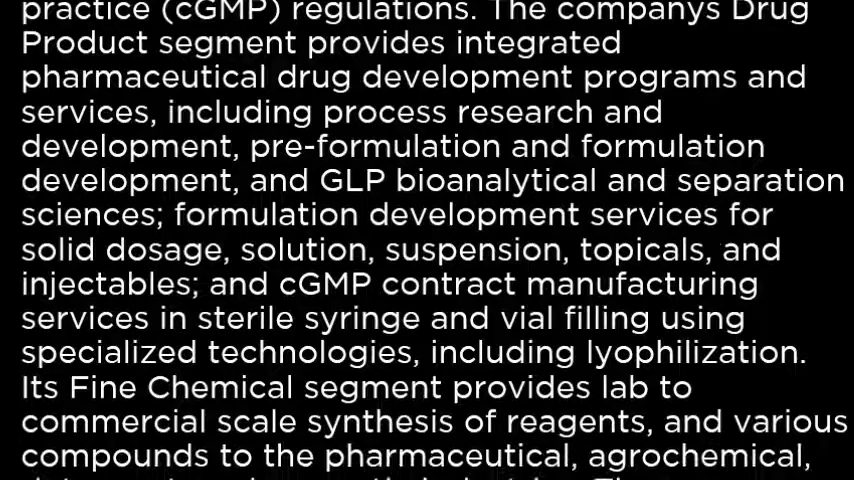 practice (cGMP) regulations. The companys Drug
Product segment provides integrated
pharmaceutical drug development programs and
services, including process research and
development, pre-formulation and formulation
development, and GLP bioanalytical and separation
sciences; formulation development services for
solid dosage, solution, suspension, topicals, and
injectables; and cGMP contract manufacturing
services in sterile syringe and vial filling using
specialized technologies, including lyophilization.
Its Fine Chemical segment provides lab to
commercial scale synthesis of reagents, and various
compounds to the pharmaceutical, agrochemical,